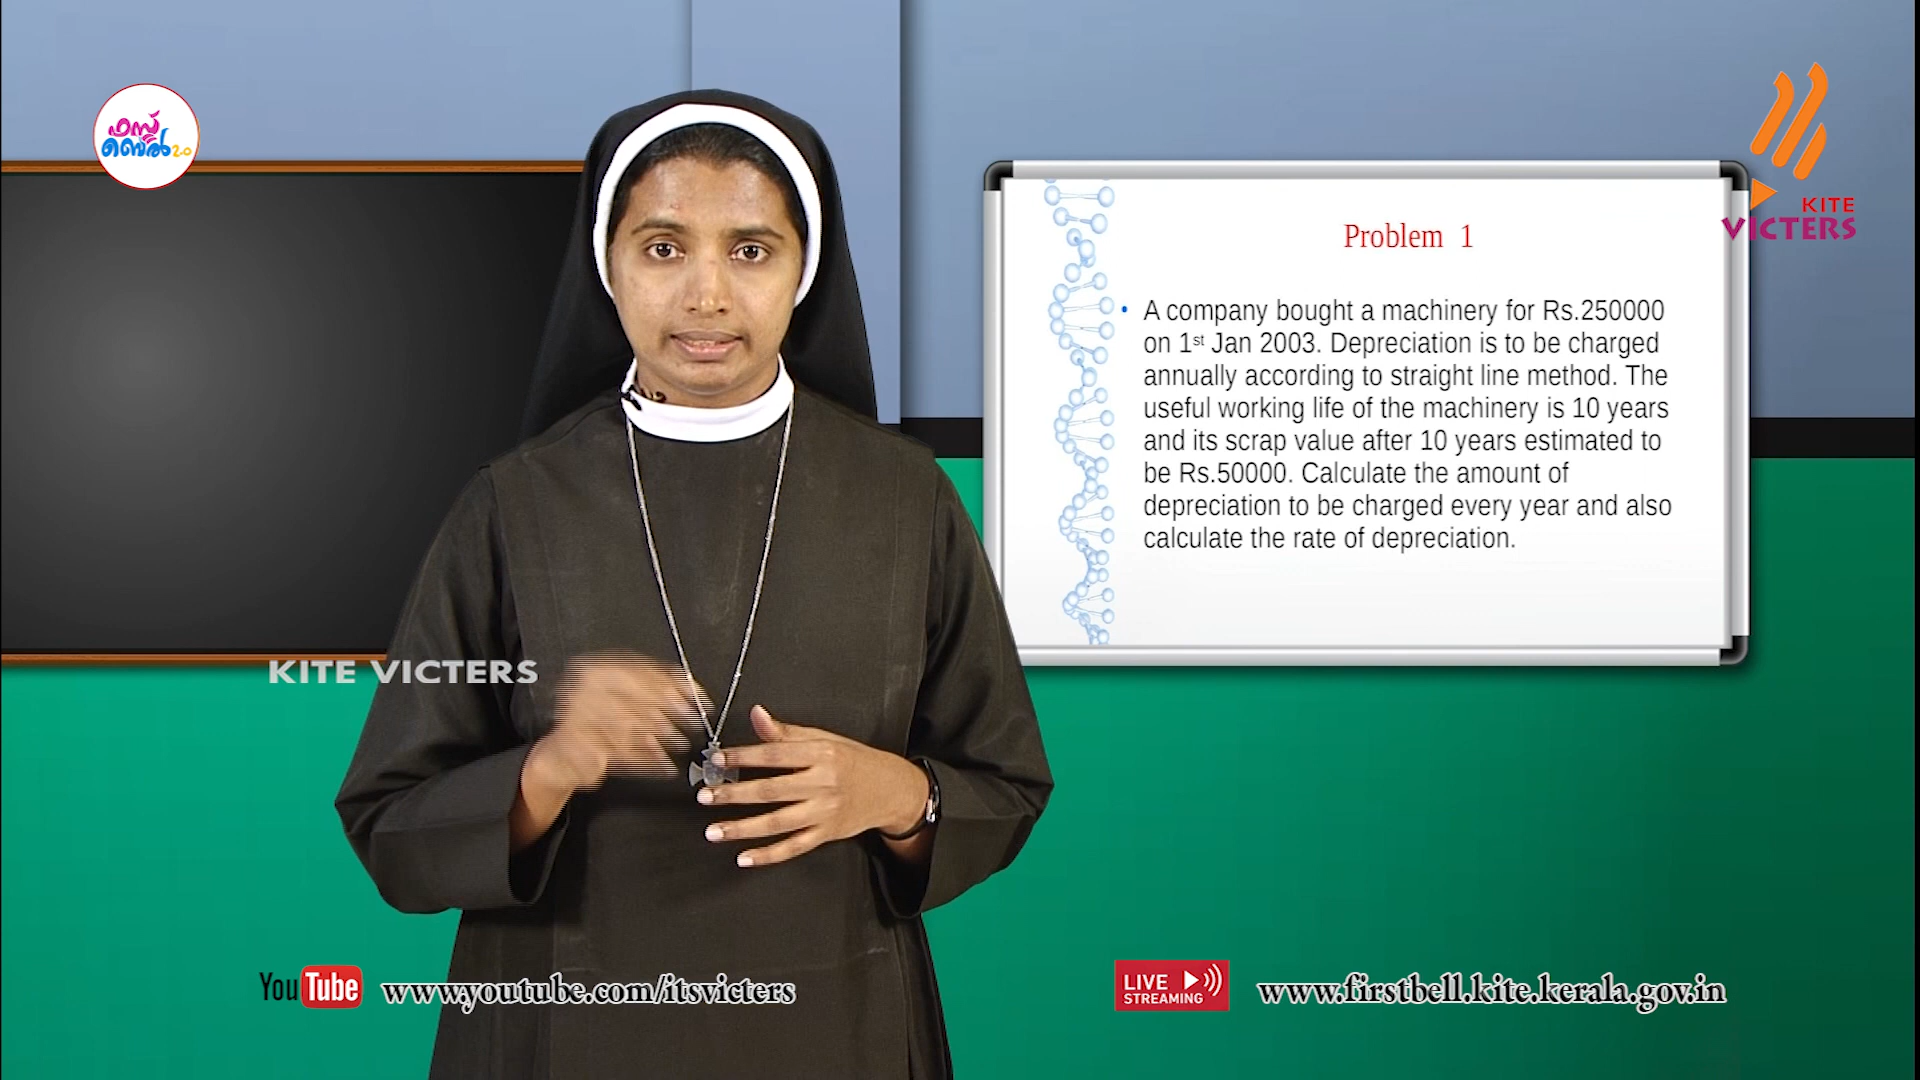 ഫസ്റ്റ്
ബെൽ 2.0
KITE
VICTERS
Problem 1
• A company bought a machinery for Rs.250000
on 1st Jan 2003. Depreciation is to be charged
annually according to straight line method. The
useful working life of the machinery is 10 years
and its scrap value after 10 years estimated to
be Rs.50000. Calculate the amount of
depreciation to be charged every year and also
calculate the rate of depreciation.
KITE VICTERS
YouTube www.youtube.com/itsvicters
LIVE
STREAMING
www.firstbell.kite.kerala.gov.in